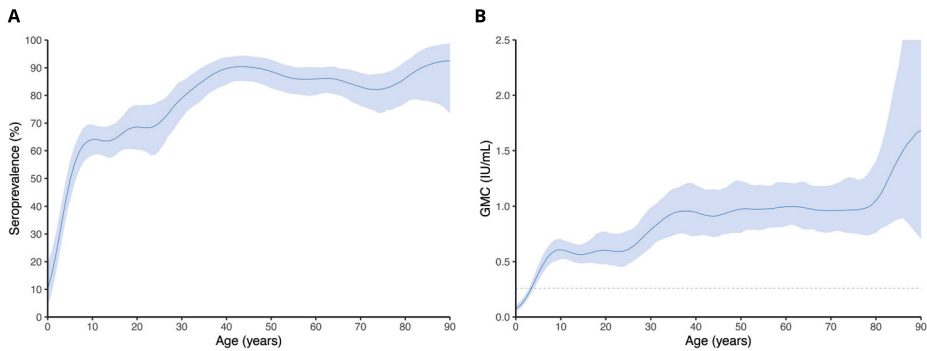 A
Seroprevalence (%)
100
90
80
70
60
50
40
30
20
10
0
0 10 20 30 40 50 60 70 80 90
Age (years)
B
GMC (IU/mL)
2.5
2.0
1.5
1.0
0.5
0.0
0 10 20 30 40 50 60 70 80 90
Age (years)